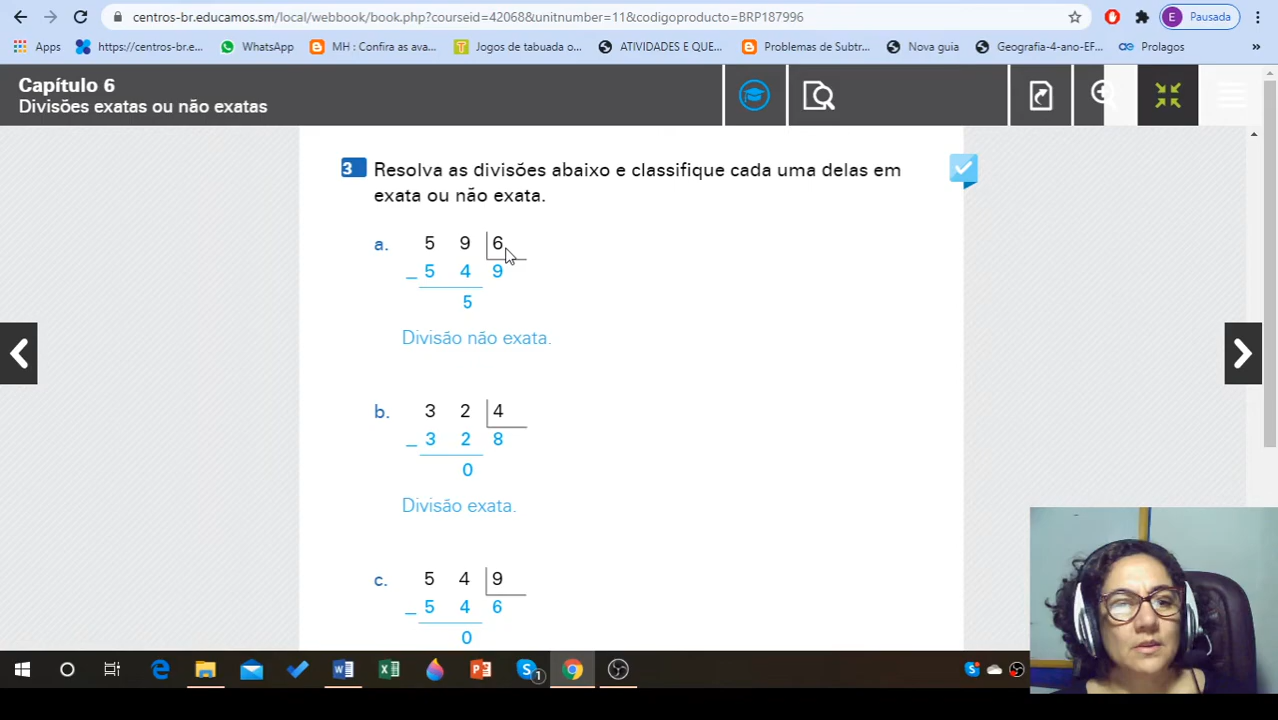 centros-br.educamos.sm/local/webbook/book.php?courseid=42068&unitnumber=11&codigoproducto=BRP187996
E Pausada
Apps https://centros-br.e... WhatsApp MH : Confira as ava... Jogos de tabuada o... ATIVIDADES E QUE... Problemas de Subtr... Nova guia Geografia-4-ano-EF... Prolagos »
Capítulo 6
Divisões exatas ou não exatas
3 Resolva as divisões abaixo e classifique cada uma delas em
exata ou não exata.
a. 5 9 6
_ 5 4 9
5
Divisão não exata.
b. 3 2 4
_ 3 2 8
0
Divisão exata.
c. 5 4 9
_ 5 4 6
0
1